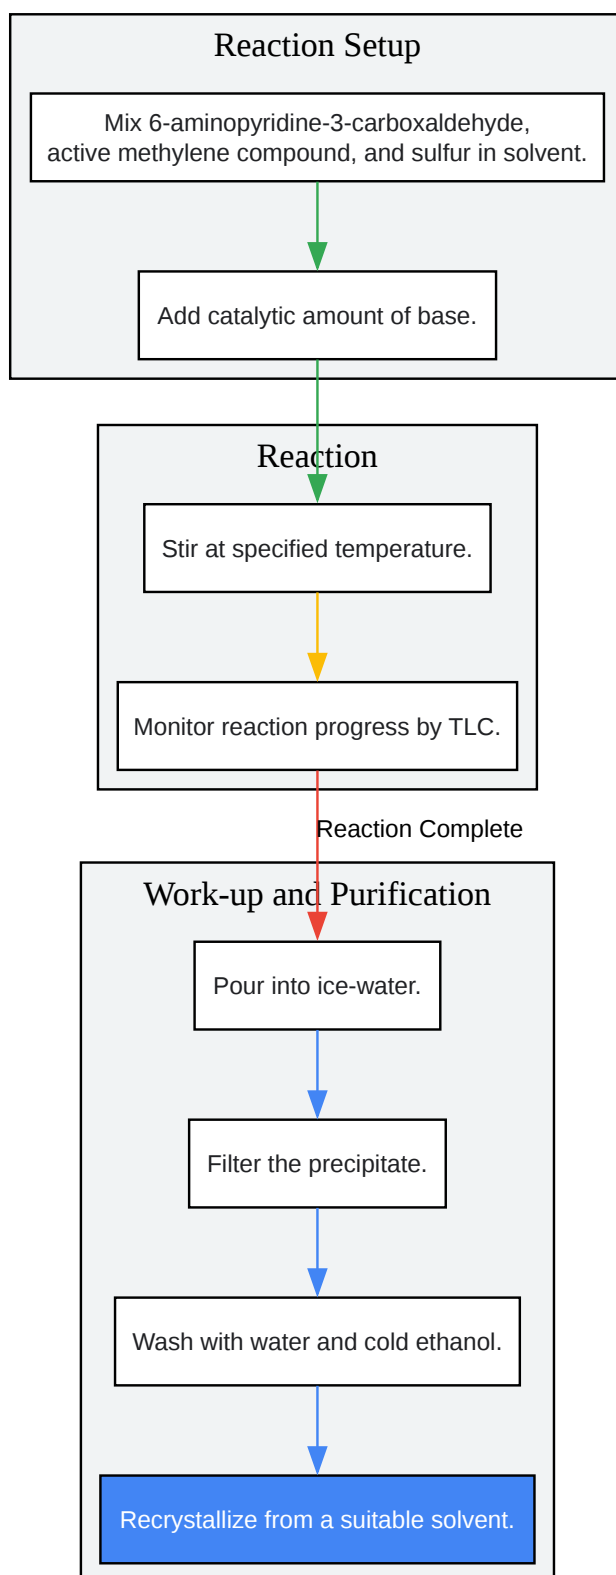 Reaction Setup
Mix 6-aminopyridine-3-carboxaldehyde,
active methylene compound, and sulfur in solvent.
Add catalytic amount of base.
Reaction
Stir at specified temperature.
Monitor reaction progress by TLC.
Reaction Complete
Work-up and Purification
Pour into ice-water.
Filter the precipitate.
Wash with water and cold ethanol.
Recrystallize from a suitable solvent.